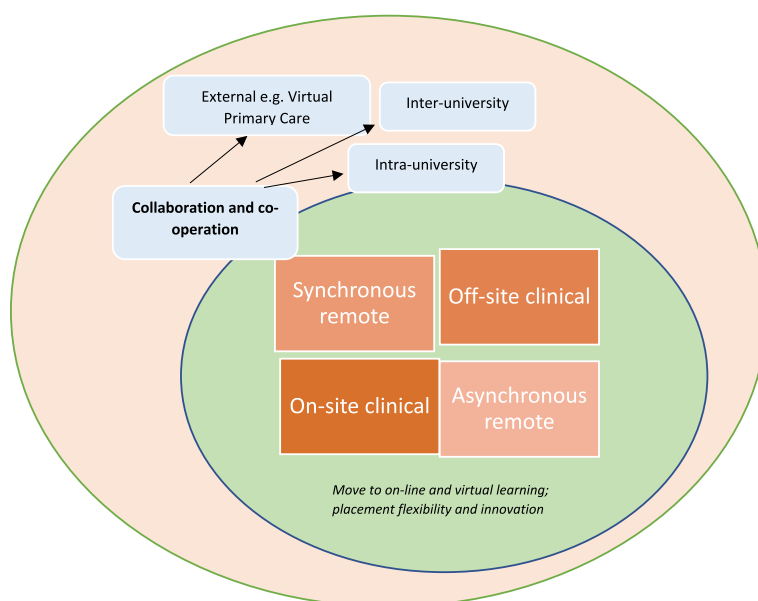 External e.g. Virtual
Primary Care
Inter-university
Intra-university
Collaboration and co-
operation
Synchronous
remote
Off-site clinical
On-site clinical
Asynchronous
remote
Move to on-line and virtual learning;
placement flexibility and innovation